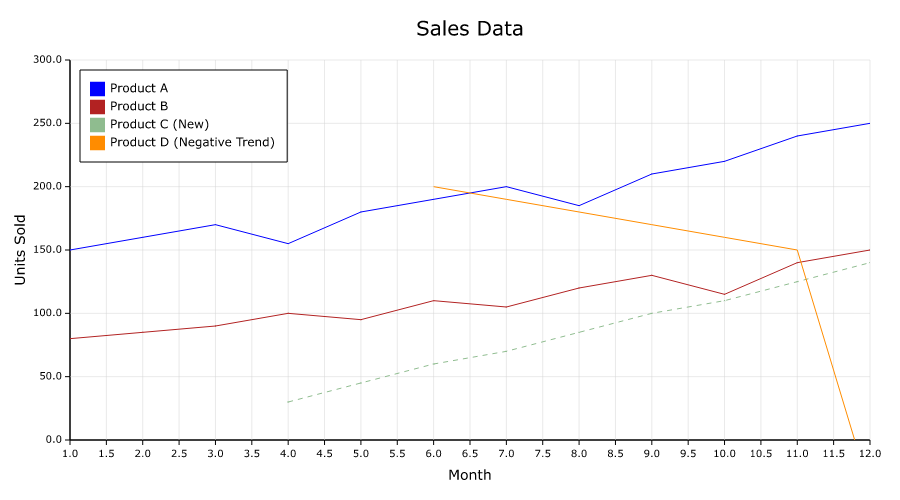 Sales Data
300.0
250.0
200.0
150.0
100.0
50.0
0.0
Units Sold
Product A
Product B
Product C (New)
Product D (Negative Trend)
1.0 1.5 2.0 2.5 3.0 3.5 4.0 4.5 5.0 5.5 6.0 6.5 7.0 7.5 8.0 8.5 9.0 9.5 10.0 10.5 11.0 11.5 12.0
Month